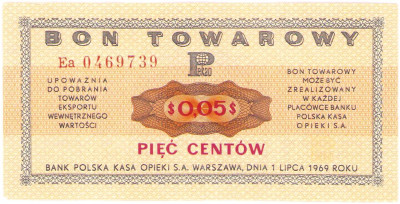 BON TOWAROWY
Ea 0469739
PeKaO
UPOWAŻNIA
DO POBRANIA
TOWARÓW
EKSPORTU
WEWNĘTRZNEGO
WARTOŚCI
$0,05$
BON TOWAROWY
MOŻE BYĆ
ZREALIZOWANY
W KAŻDEJ
PLACÓWCE BANKU
POLSKA KASA
OPIEKI S.A.
PIĘĆ CENTÓW
BANK POLSKA KASA OPIEKI S.A. WARSZAWA, DNIA 1 LIPCA 1969 ROKU